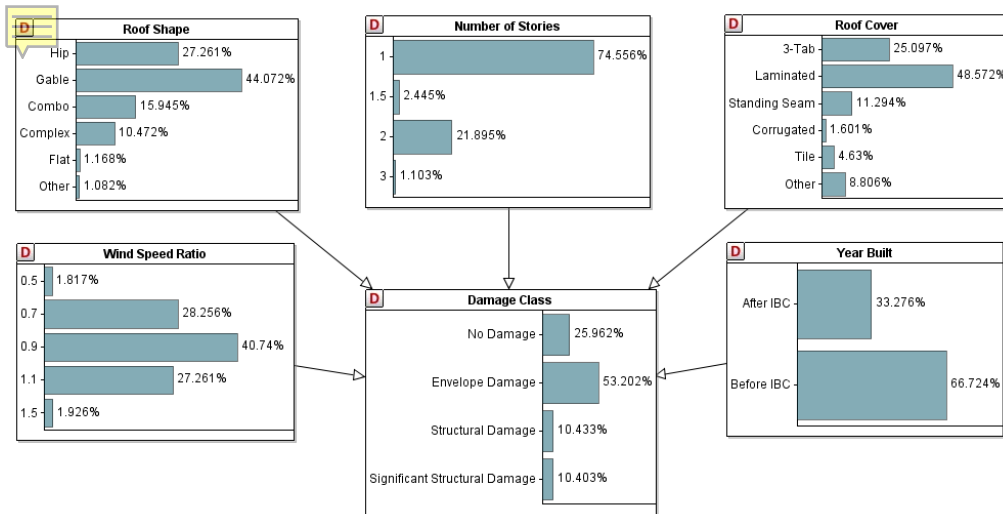 D Roof Shape
Hip 27.261%
Gable 44.072%
Combo 15.945%
Complex 10.472%
Flat 1.168%
Other 1.082%
D Number of Stories
1 74.556%
1.5 2.445%
2 21.895%
3 1.103%
D Roof Cover
3-Tab 25.097%
Laminated 48.572%
Standing Seam 11.294%
Corrugated 1.601%
Tile 4.63%
Other 8.806%
D Wind Speed Ratio
0.5 1.817%
0.7 28.256%
0.9 40.74%
1.1 27.261%
1.5 1.926%
D Damage Class
No Damage 25.962%
Envelope Damage 53.202%
Structural Damage 10.433%
Significant Structural Damage 10.403%
D Year Built
After IBC 33.276%
Before IBC 66.724%